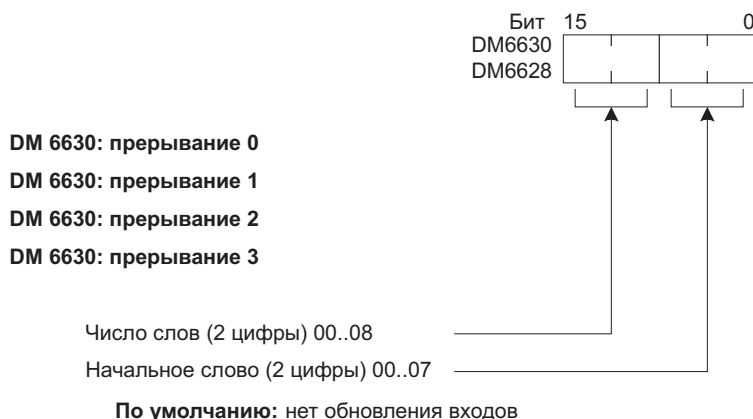 Бит 15 0
DM6630
DM6628
DM 6630: прерывание 0
DM 6630: прерывание 1
DM 6630: прерывание 2
DM 6630: прерывание 3
Число слов (2 цифры) 00..08
Начальное слово (2 цифры) 00..07
По умолчанию: нет обновления входов